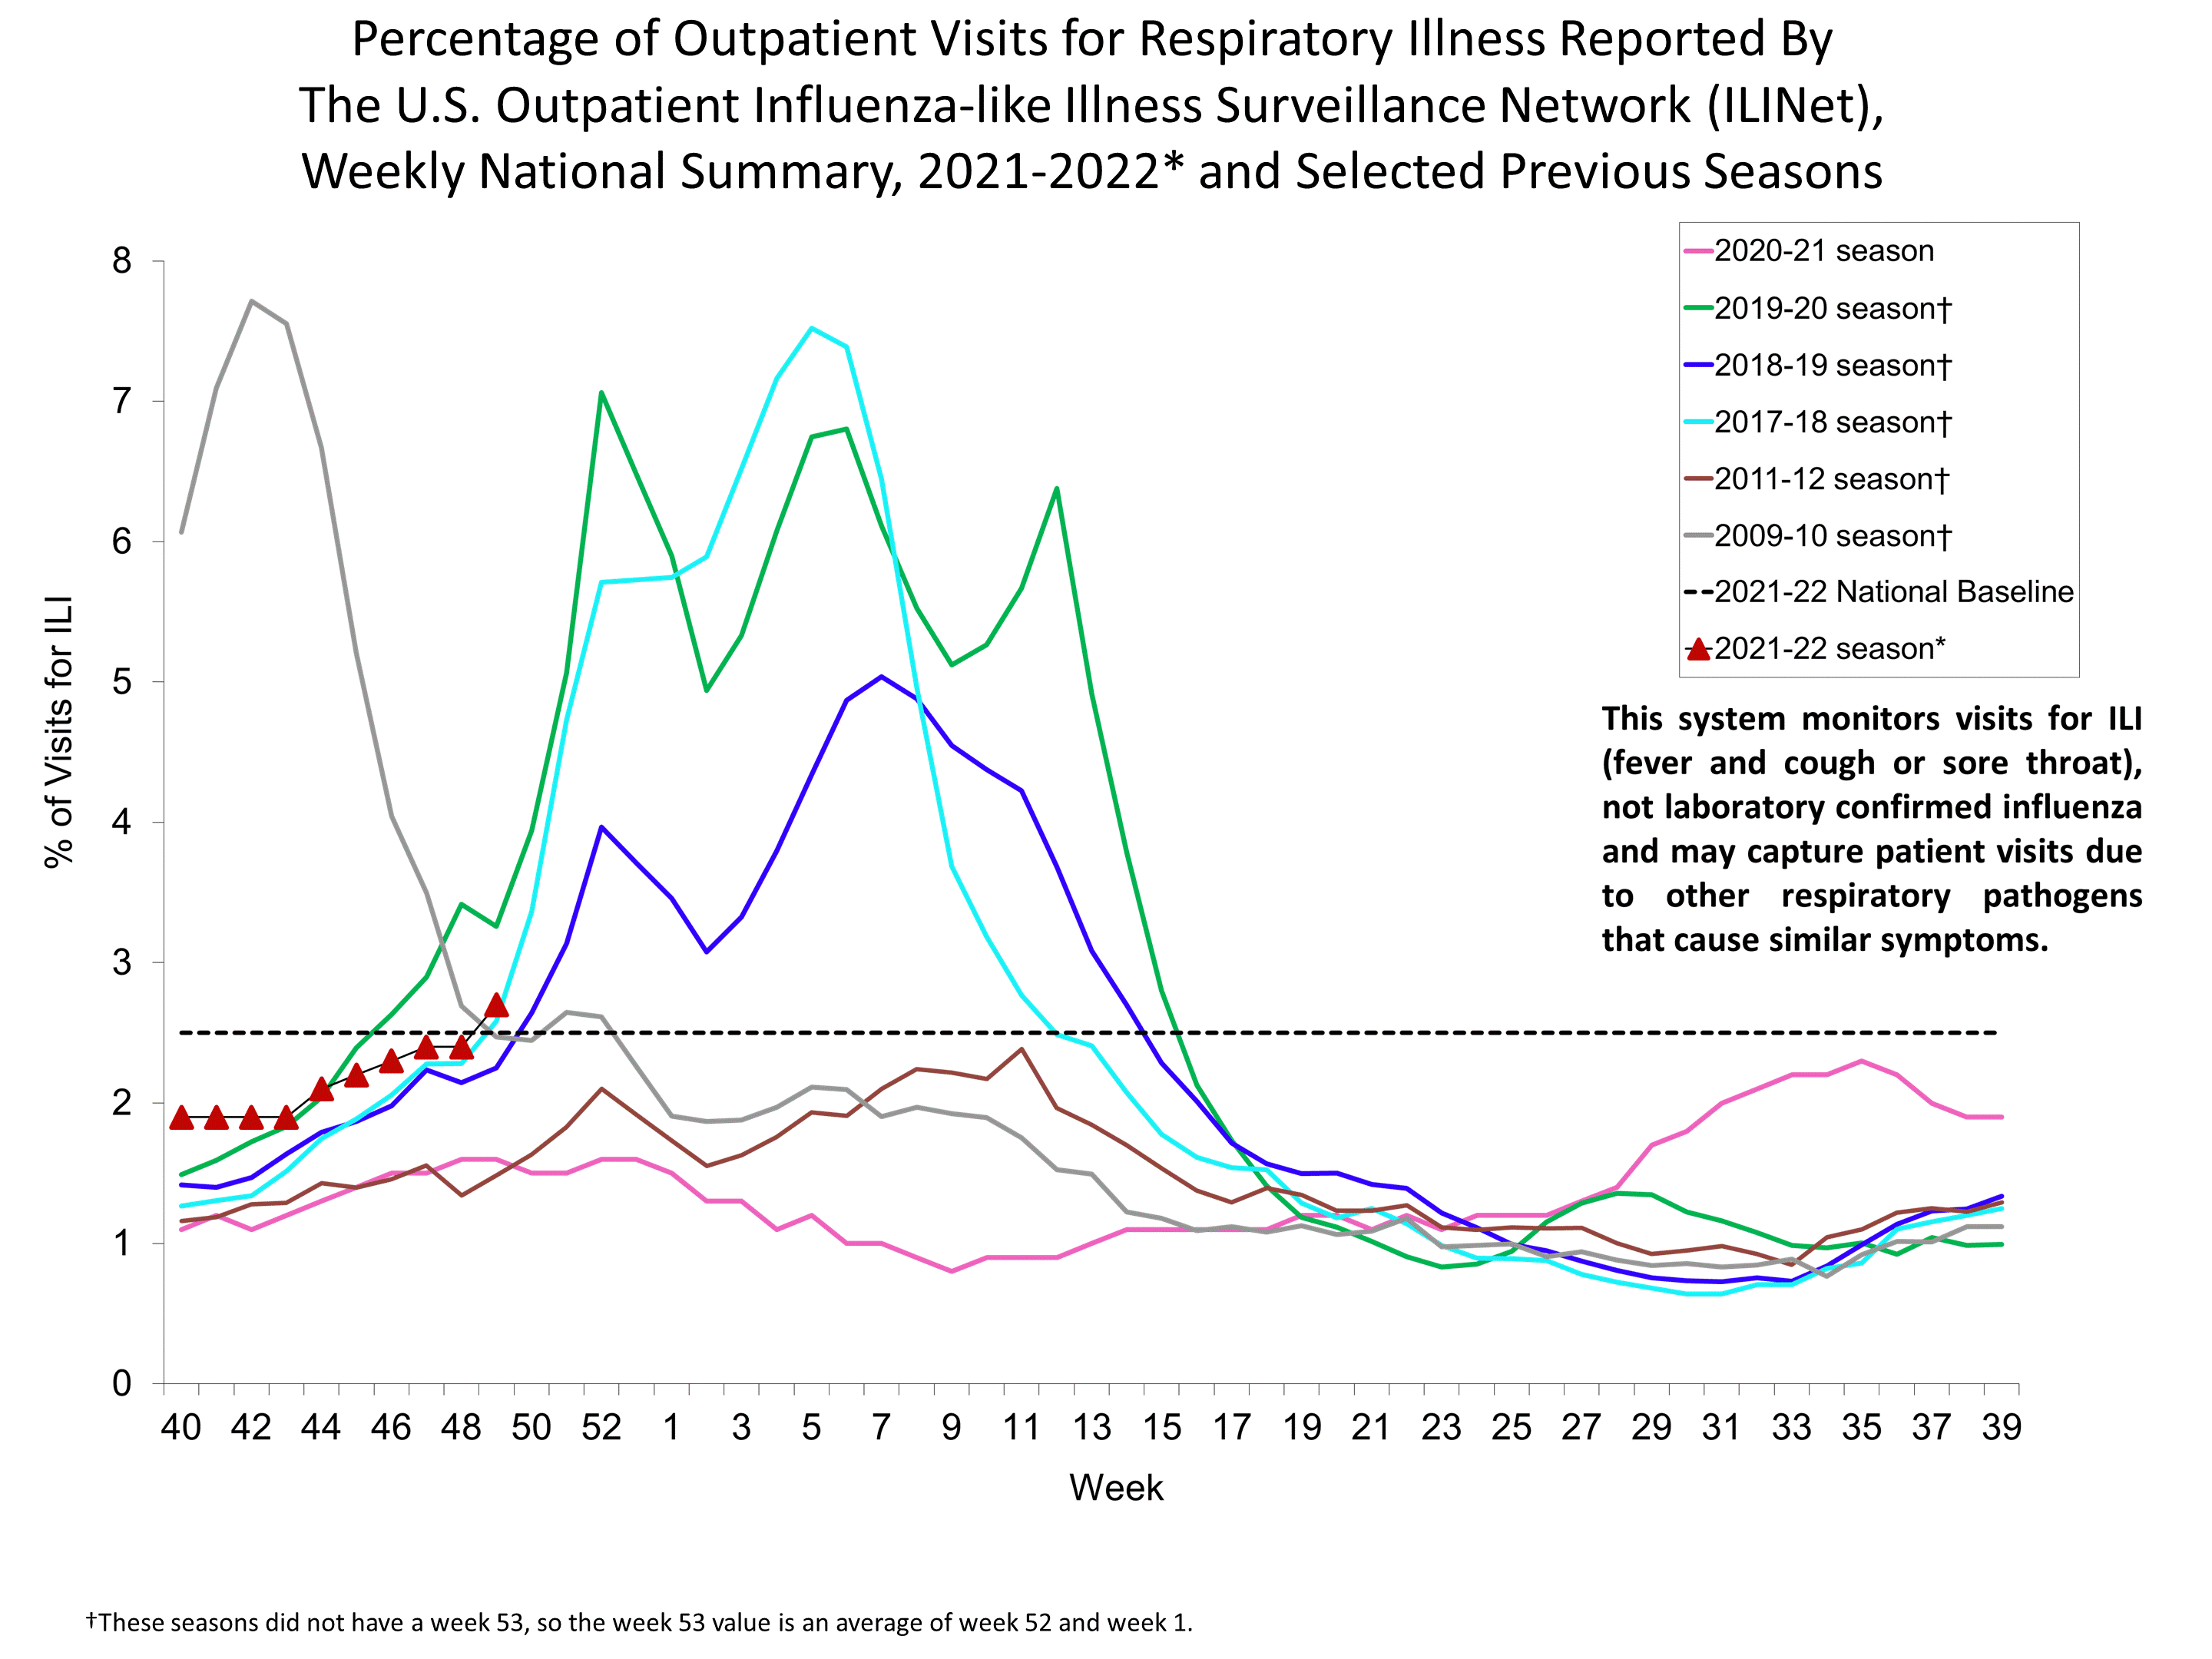 Percentage of Outpatient Visits for Respiratory Illness Reported By
The U.S. Outpatient Influenza-like Illness Surveillance Network (ILINet),
Weekly National Summary, 2021-2022* and Selected Previous Seasons
2020-21 season
2019-20 season†
2018-19 season†
2017-18 season†
2011-12 season†
2009-10 season†
2021-22 National Baseline
2021-22 season*
This system monitors visits for ILI
(fever and cough or sore throat),
not laboratory confirmed influenza
and may capture patient visits due
to other respiratory pathogens
that cause similar symptoms.
% of Visits for ILI
8
7
6
5
4
3
2
1
0
40 42 44 46 48 50 52 1 3 5 7 9 11 13 15 17 19 21 23 25 27 29 31 33 35 37 39
Week
†These seasons did not have a week 53, so the week 53 value is an average of week 52 and week 1.